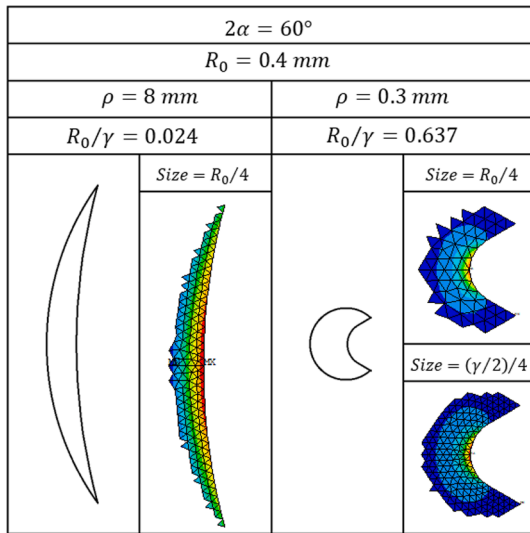 2α = 60°
R₀ = 0.4 mm
ρ = 8 mm
ρ = 0.3 mm
R₀/γ = 0.024
R₀/γ = 0.637
Size = R₀/4
Size = R₀/4
MX
Size = (γ/2)/4